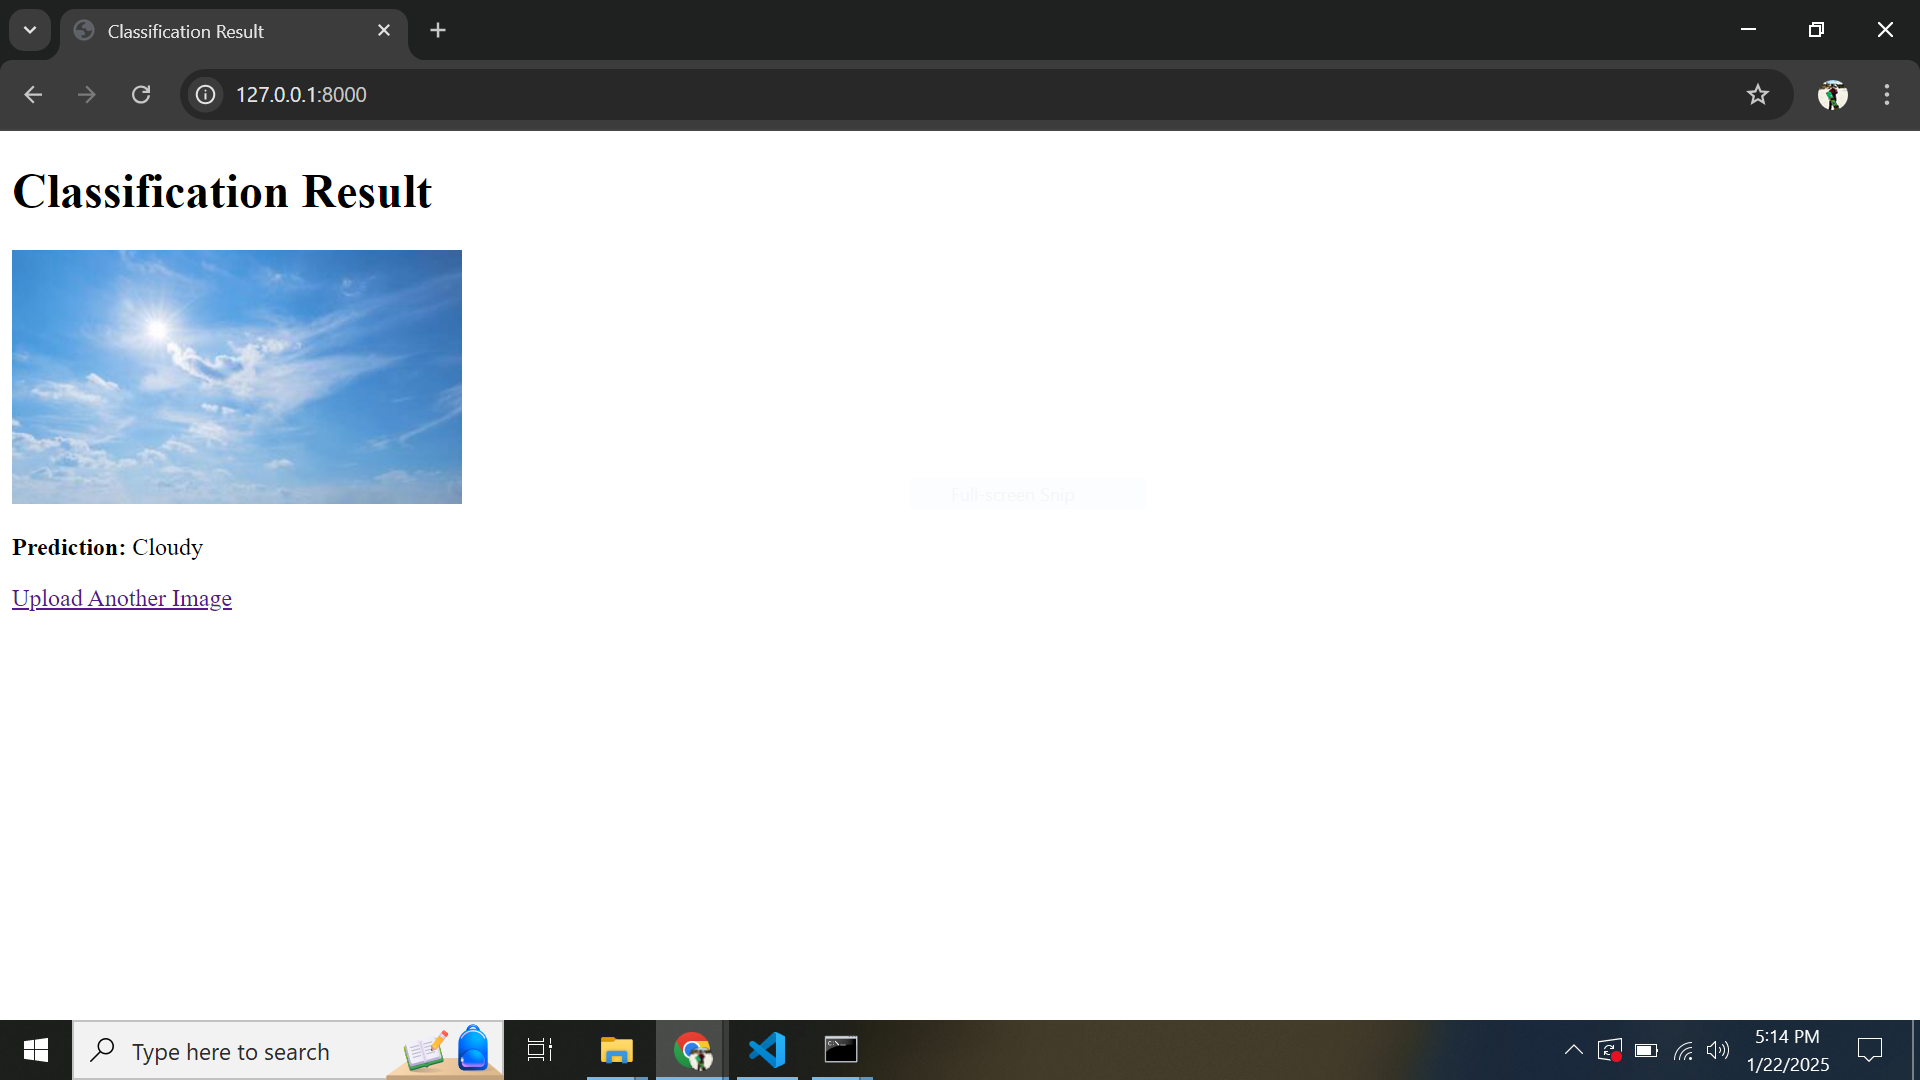 Classification Result
127.0.0.1:8000
Classification Result
Full-screen Snip
Prediction: Cloudy
Upload Another Image
Type here to search
5:14 PM
1/22/2025